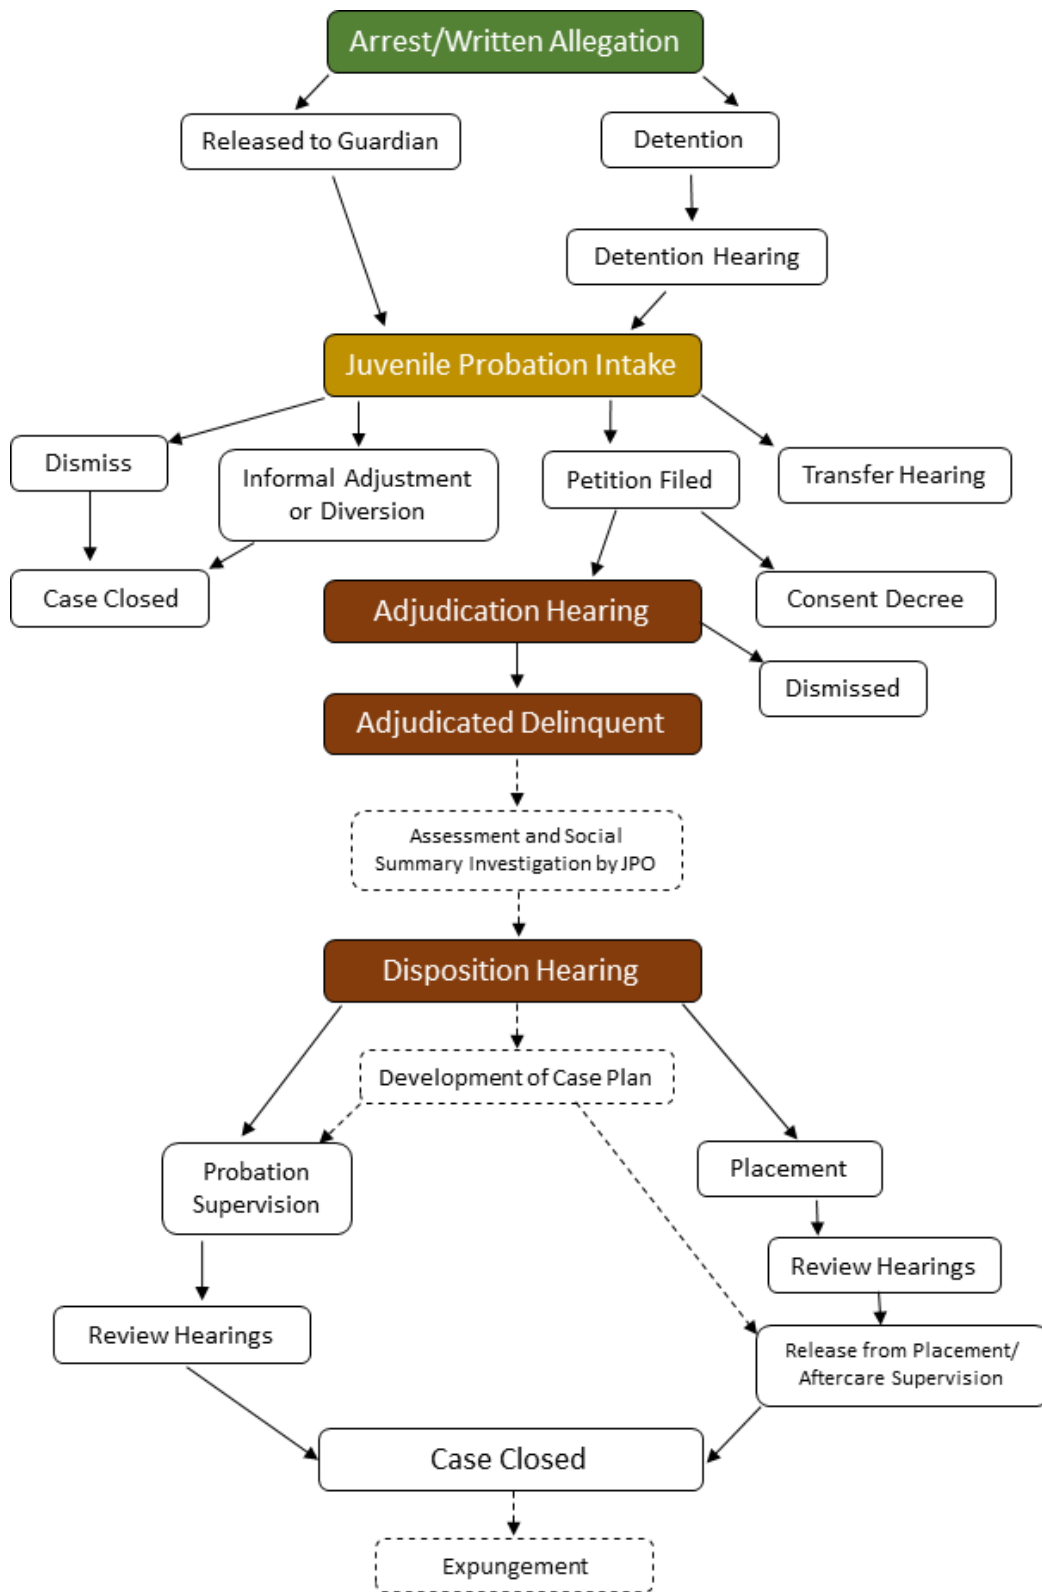 Arrest/Written Allegation
Released to Guardian
Detention
Detention Hearing
Juvenile Probation Intake
Dismiss
Informal Adjustment
or Diversion
Petition Filed
Transfer Hearing
Case Closed
Adjudication Hearing
Consent Decree
Dismissed
Adjudicated Delinquent
Assessment and Social
Summary Investigation by JPO
Disposition Hearing
Development of Case Plan
Probation
Supervision
Placement
Review Hearings
Review Hearings
Release from Placement/
Aftercare Supervision
Case Closed
Expungement